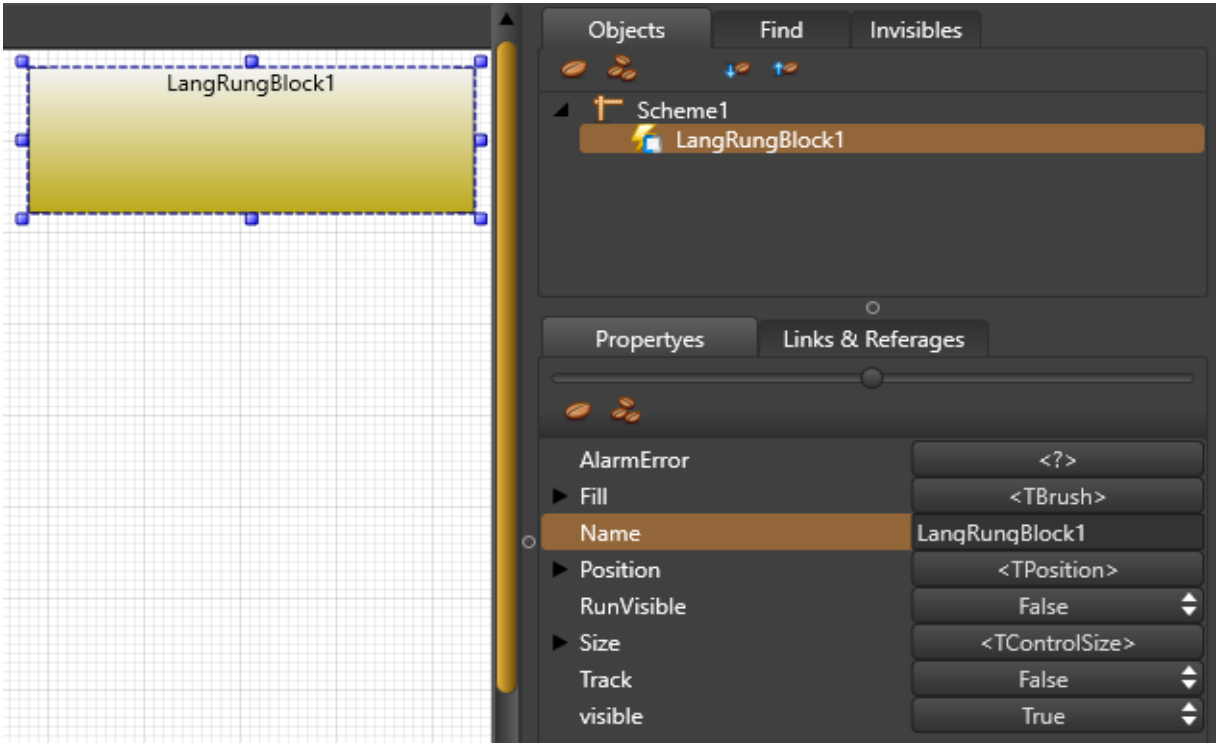 LangRungBlock1
Objects Find Invisibles
Scheme1
LangRungBlock1
Propertyes Links & Referages
AlarmError <?>
Fill <TBrush>
Name LangRungBlock1
Position <TPosition>
RunVisible False
Size <TControlSize>
Track False
visible True